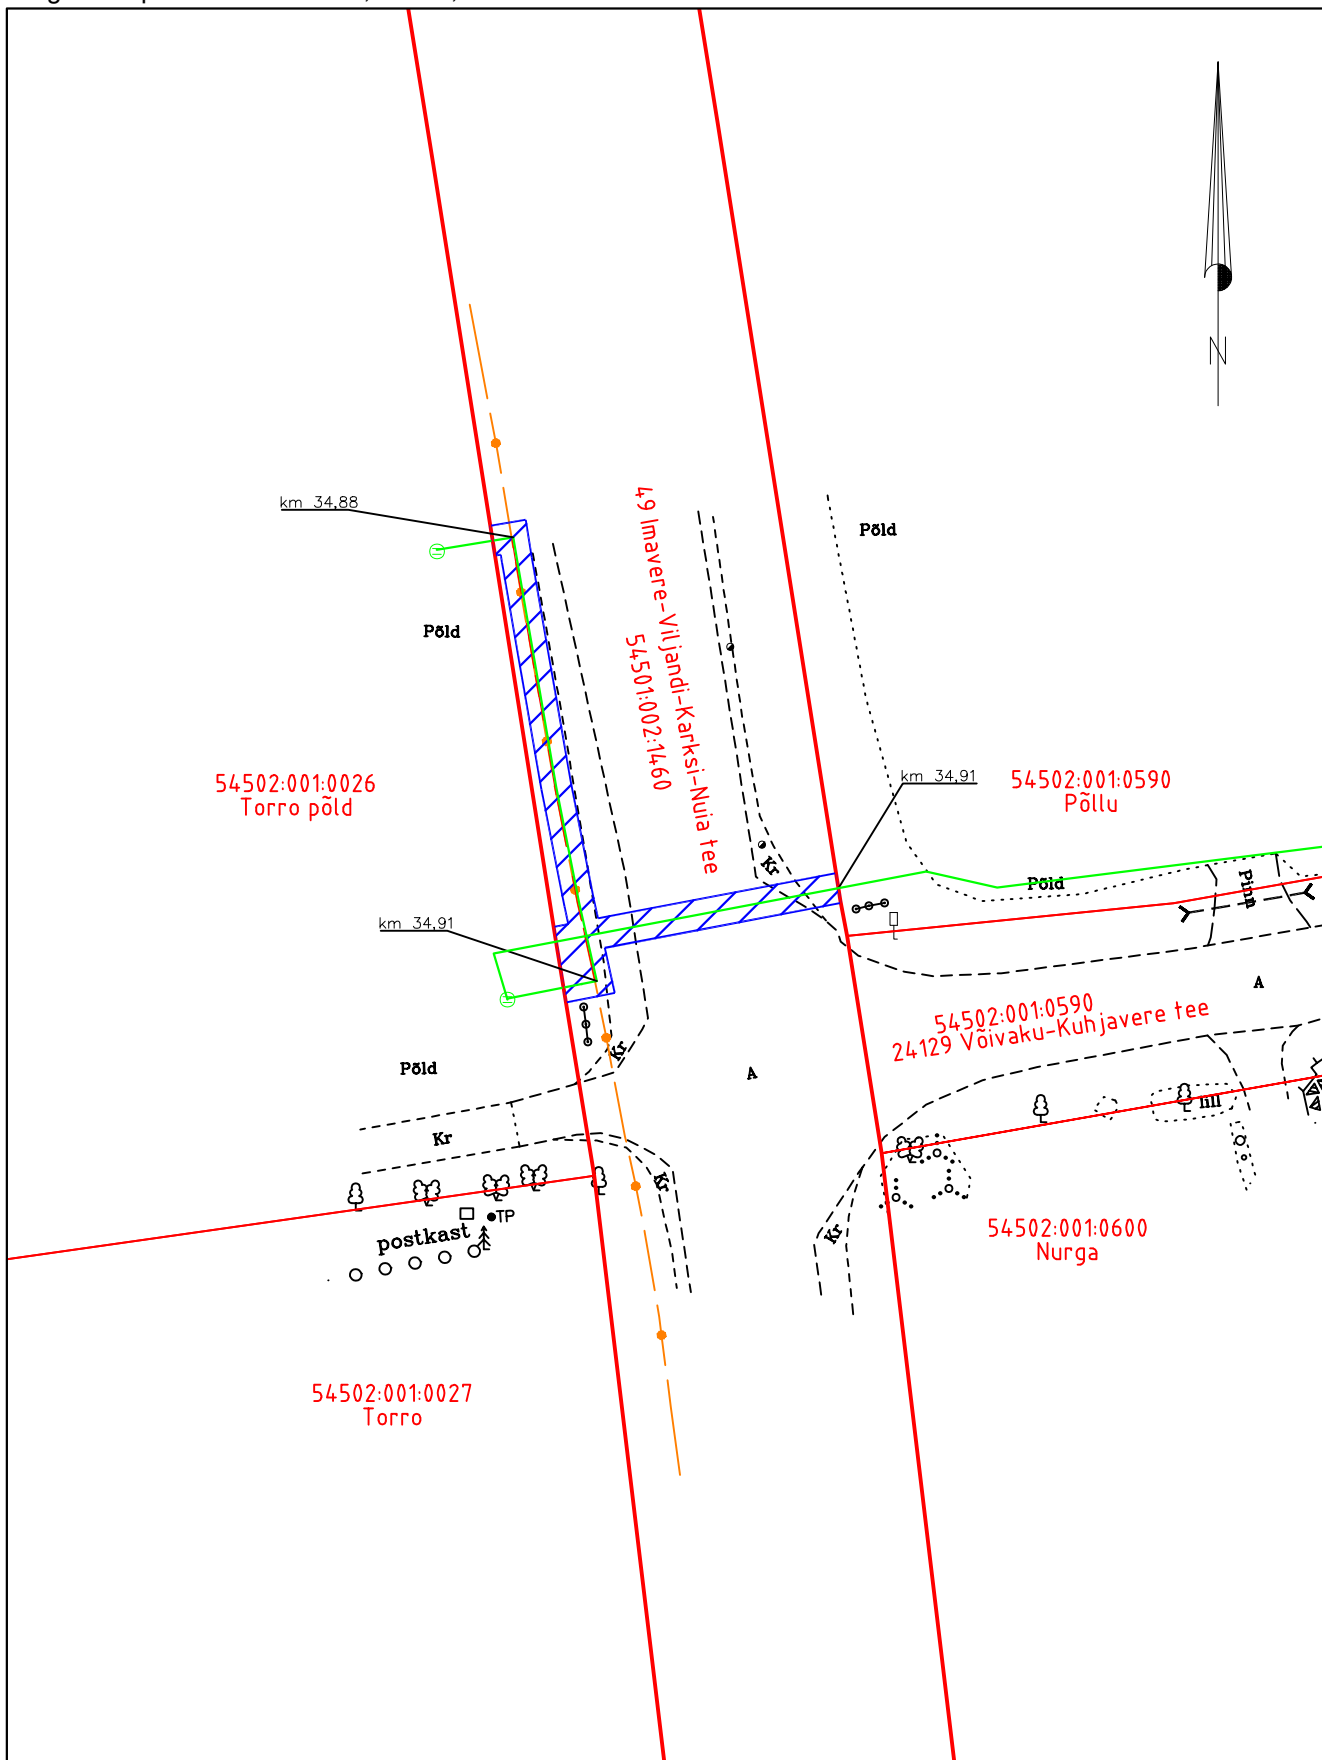 N
km 34,88
Põld
49 Imavere-Viljandi-Karksi-Nuia tee
54501:002:1460
Põld
54502:001:0026
Torro põld
km 34,91
54502:001:0590
Põllu
Kr
Põld
Pinn
km 34,91
A
54502:001:0590
24129 Võivaku-Kuhjavere tee
Kr
Põld
A
lill
Kr
Kr
TP
postkast
Kr
54502:001:0600
Nurga
54502:001:0027
Torro